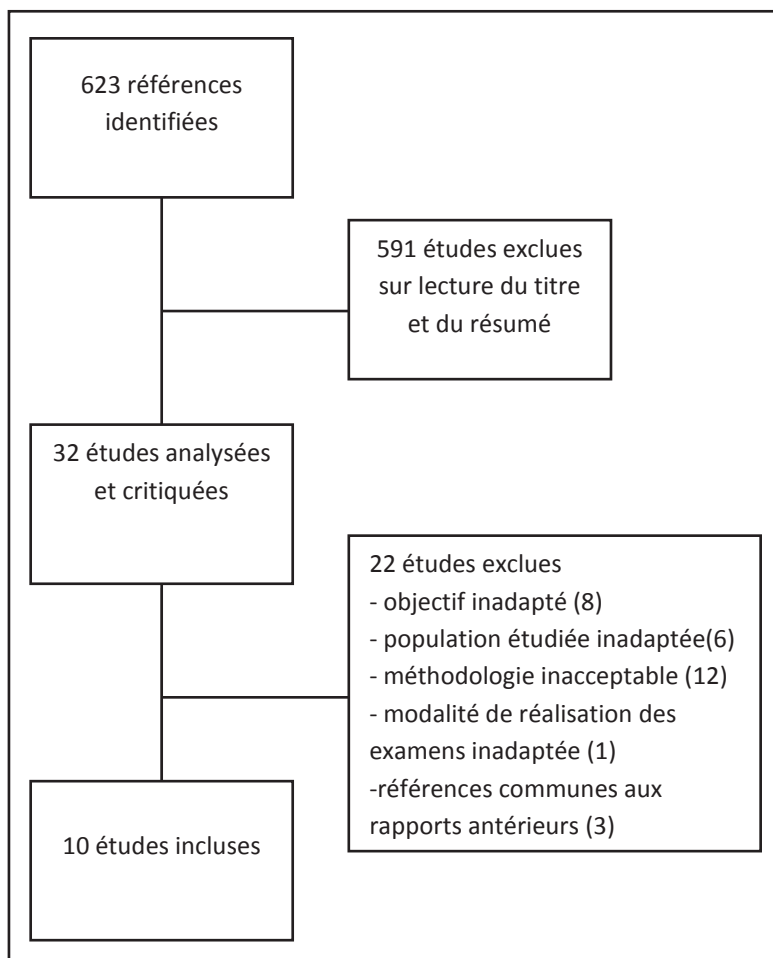 623 références
identifiées
591 études exclues
sur lecture du titre
et du résumé
32 études analysées
et critiquées
22 études exclues
- objectif inadapté (8)
- population étudiée inadaptée(6)
- méthodologie inacceptable (12)
- modalité de réalisation des
examens inadaptée (1)
-références communes aux
rapports antérieurs (3)
10 études incluses